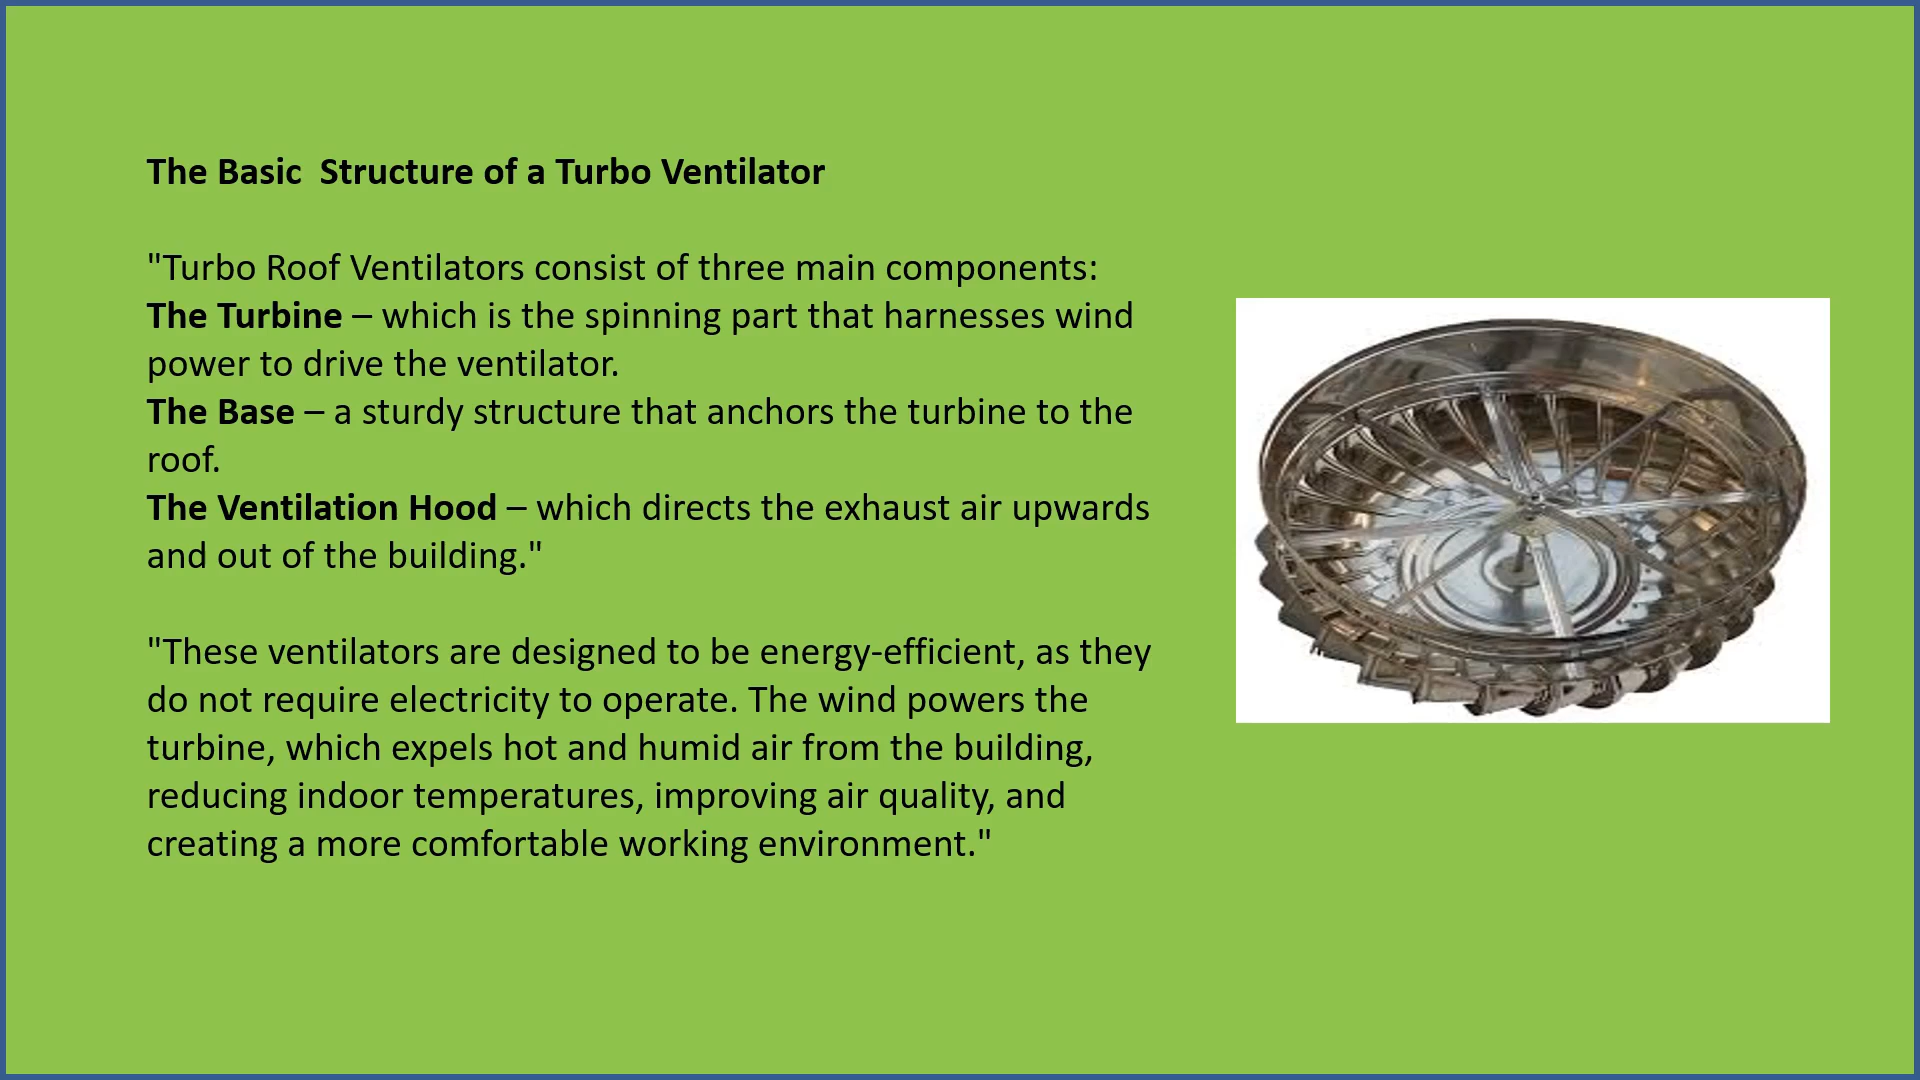 The Basic  Structure of a Turbo Ventilator
"Turbo Roof Ventilators consist of three main components:
The Turbine – which is the spinning part that harnesses wind
power to drive the ventilator.
The Base – a sturdy structure that anchors the turbine to the
roof.
The Ventilation Hood – which directs the exhaust air upwards
and out of the building."
"These ventilators are designed to be energy-efficient, as they
do not require electricity to operate. The wind powers the
turbine, which expels hot and humid air from the building,
reducing indoor temperatures, improving air quality, and
creating a more comfortable working environment."